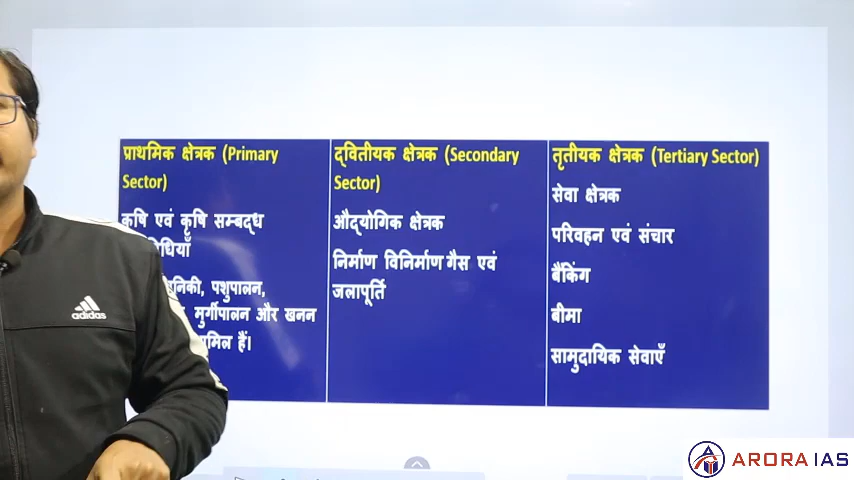 प्राथमिक क्षेत्रक (Primary
Sector)
कृषि एवं कृषि सम्बद्ध
पशुपालन,
मुर्गीपालन और खनन
हैं।
द्वितीयक क्षेत्रक (Secondary
Sector)
औद्योगिक क्षेत्रक
निर्माण विनिर्माण गैस एवं
जलापूर्ति
तृतीयक क्षेत्रक (Tertiary Sector)
सेवा क्षेत्रक
परिवहन एवं संचार
बैंकिंग
बीमा
सामुदायिक सेवाएँ
adidas
ARORA IAS